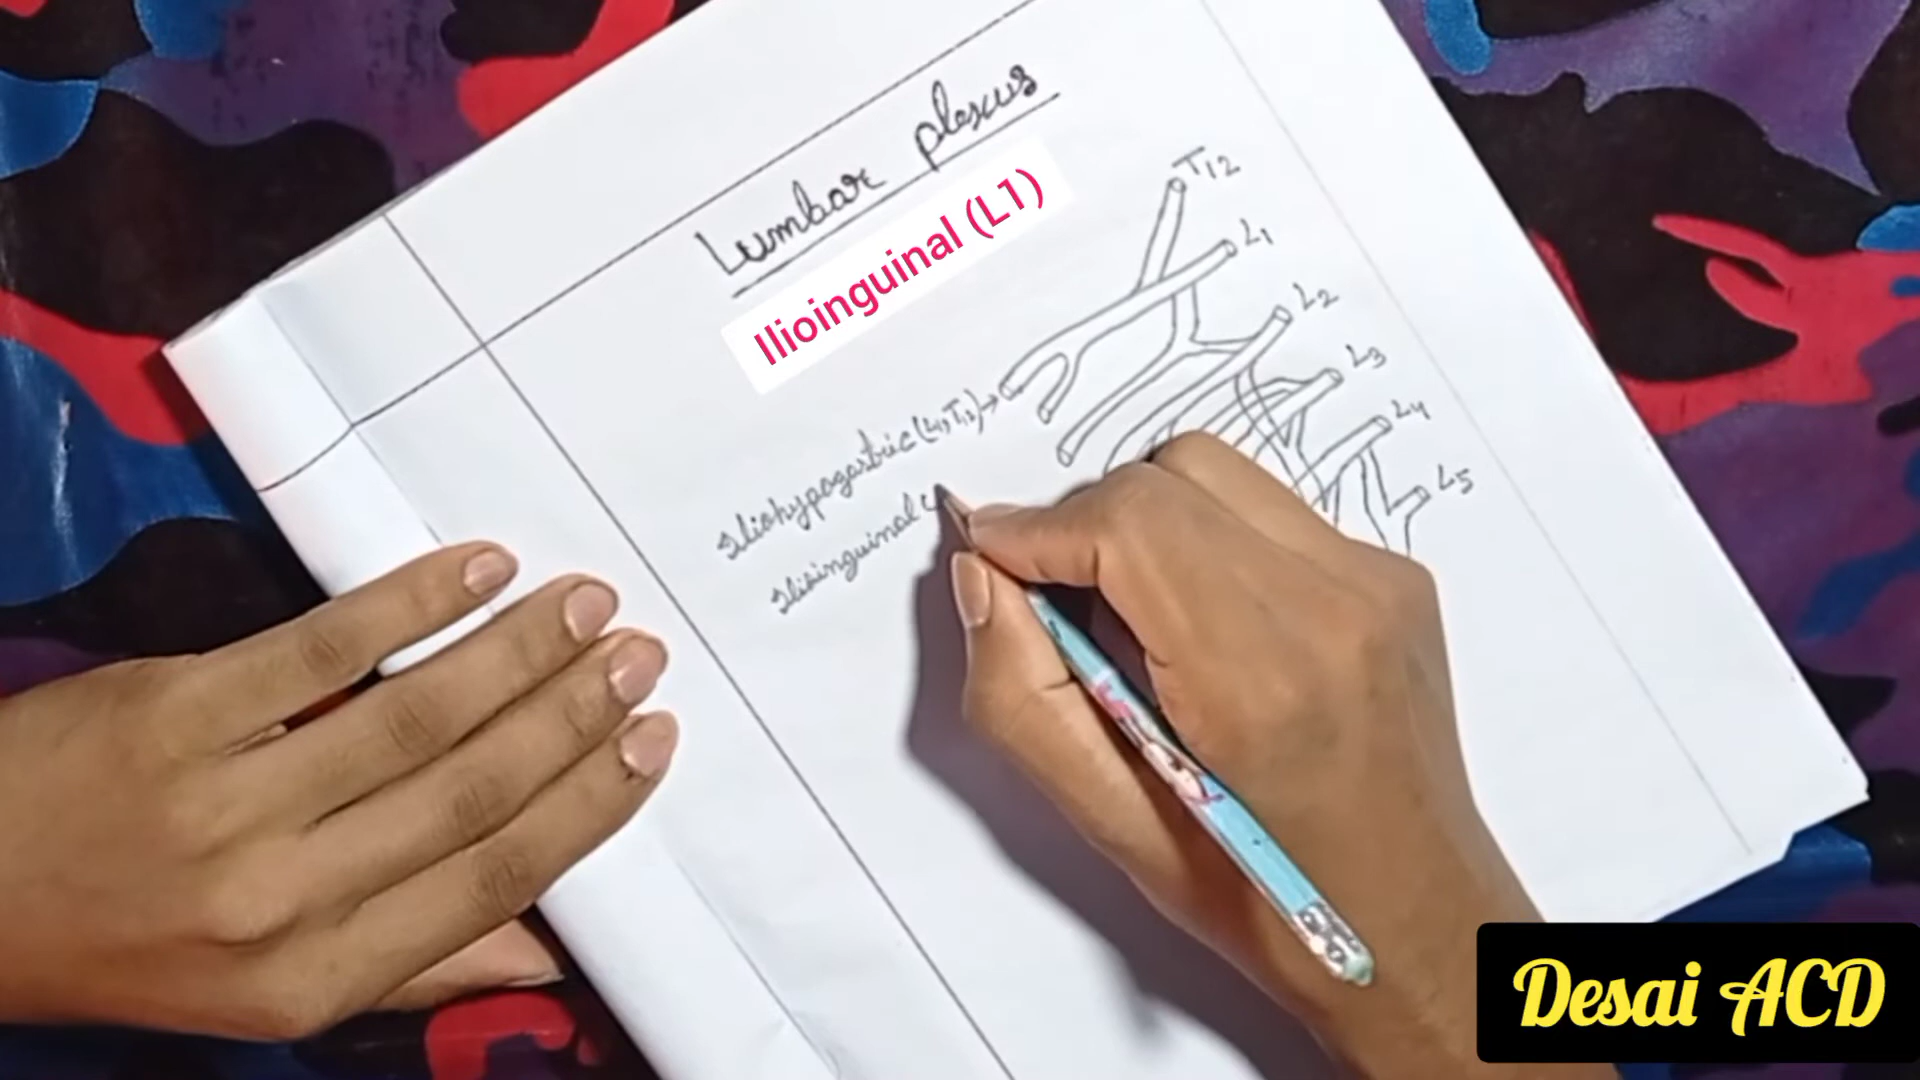 Lumbar plexus
Ilioinguinal (L1)
T12
L1
L2
L3
L4
L5
Iliohypogastric (L1, T12) →
Ilioinguinal (
Desai ACD